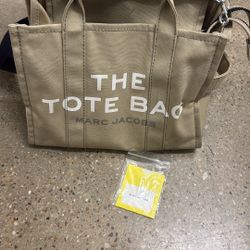 THE
TOTE BAG
MARC JACOBS